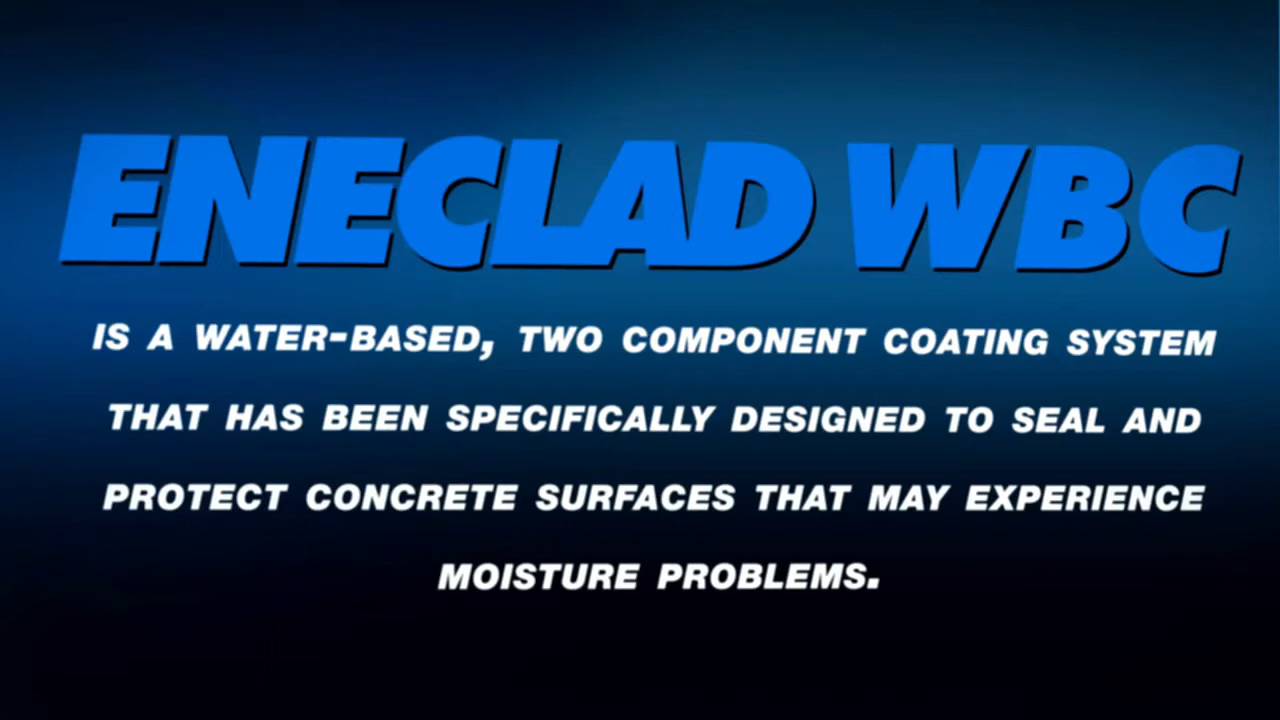 ENECLAD WBC
IS A WATER-BASED, TWO COMPONENT COATING SYSTEM
THAT HAS BEEN SPECIFICALLY DESIGNED TO SEAL AND
PROTECT CONCRETE SURFACES THAT MAY EXPERIENCE
MOISTURE PROBLEMS.